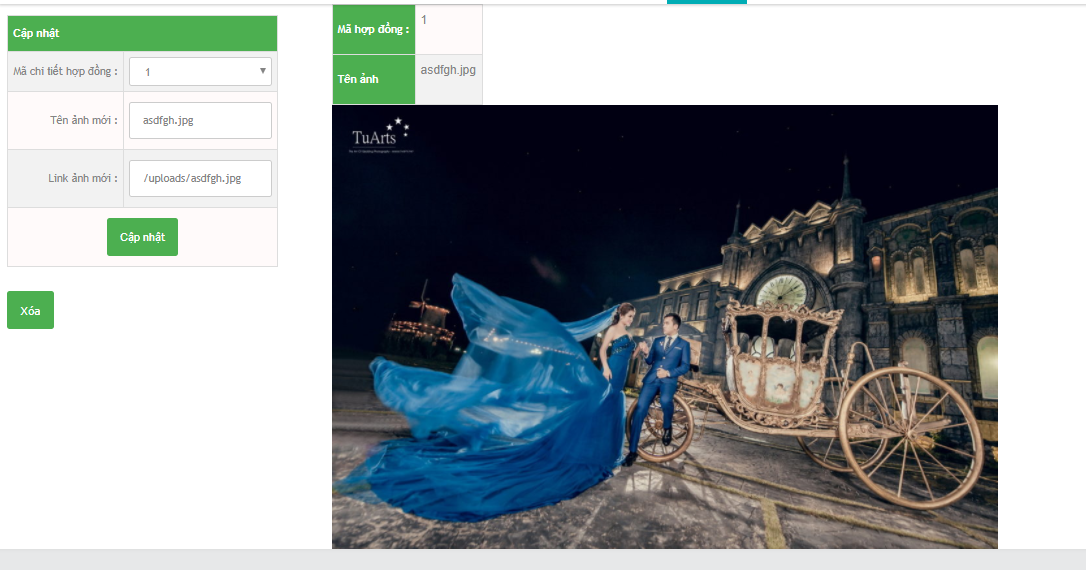 Cập nhật
Mã chi tiết hợp đồng : 1
Tên ảnh mới : asdfgh.jpg
Link ảnh mới : /uploads/asdfgh.jpg
Cập nhật
Xóa
Mã hợp đồng : 1
Tên ảnh asdfgh.jpg
TuArts